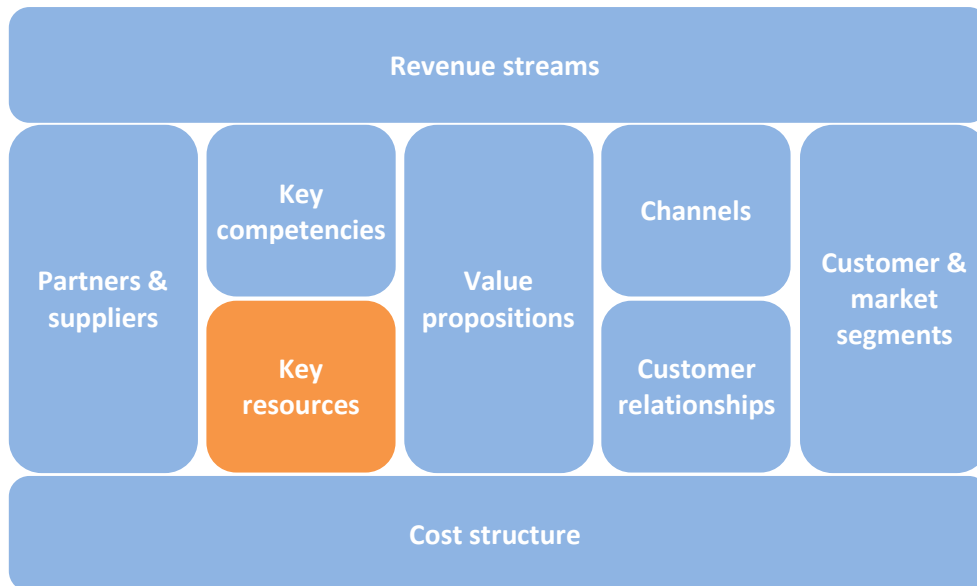 Revenue streams
Partners &
suppliers
Key
competencies
Key
resources
Value
propositions
Channels
Customer
relationships
Customer &
market
segments
Cost structure